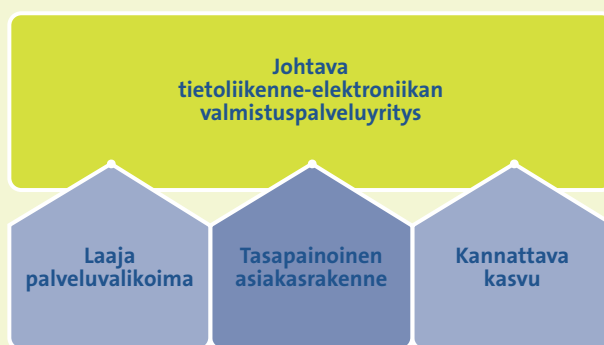 Johtava
tietoliikenne-elektroniikan
valmistuspalveluyritys
Laaja
palveluvalikoima
Tasapainoinen
asiakasrakenne
Kannattava
kasvu